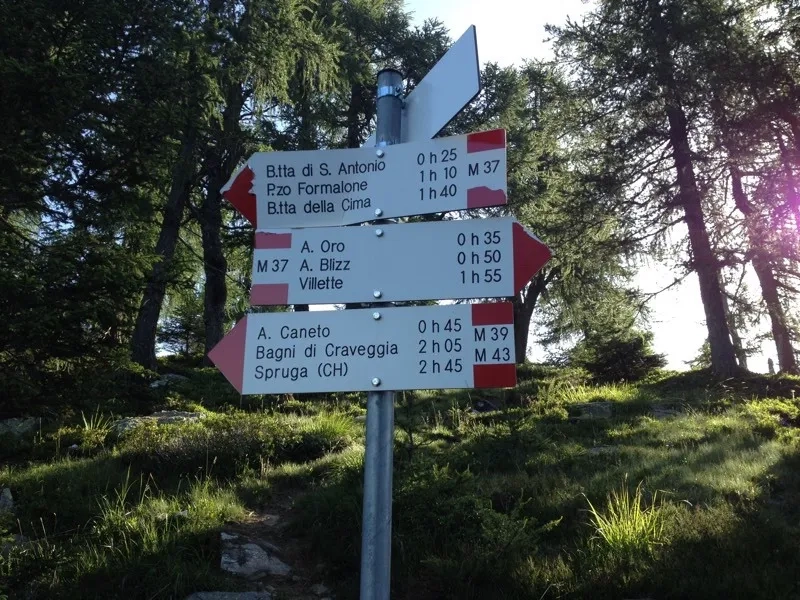 B.tta di S. Antonio 0 h 25
P.zo Formalone 1 h 10 M 37
B.tta della Cima 1 h 40
A. Oro 0 h 35
M 37 A. Blizz 0 h 50
Villette 1 h 55
A. Caneto 0 h 45 M 39
Bagni di Craveggia 2 h 05 M 43
Spruga (CH) 2 h 45